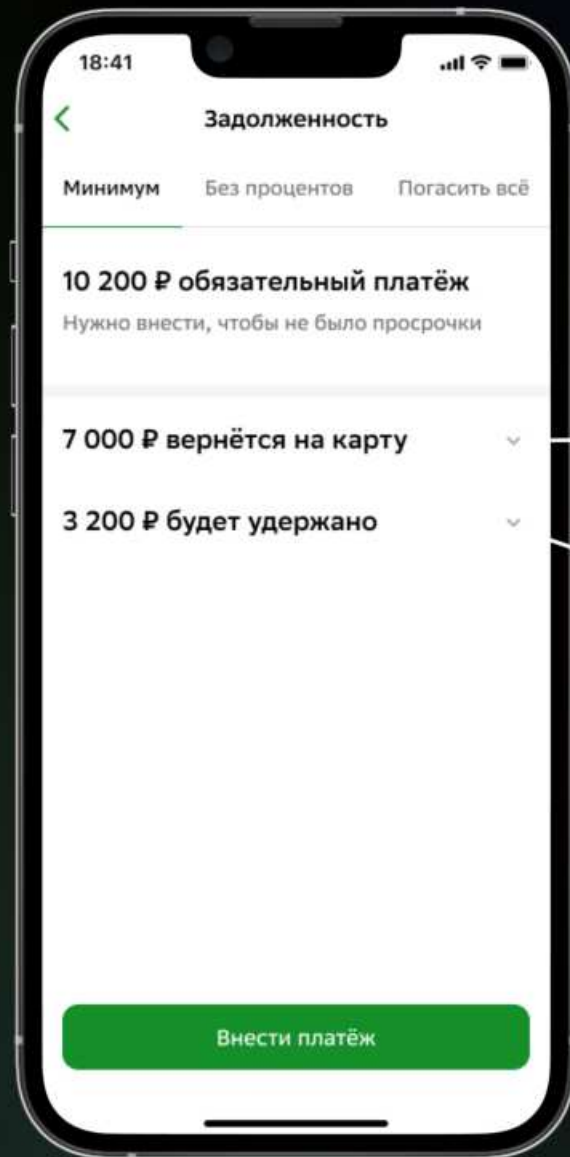 18:41
Задолженность
Минимум Без процентов Погасить всё
10 200 ₽ обязательный платёж
Нужно внести, чтобы не было просрочки
7 000 ₽ вернётся на карту
3 200 ₽ будет удержано
Внести платёж